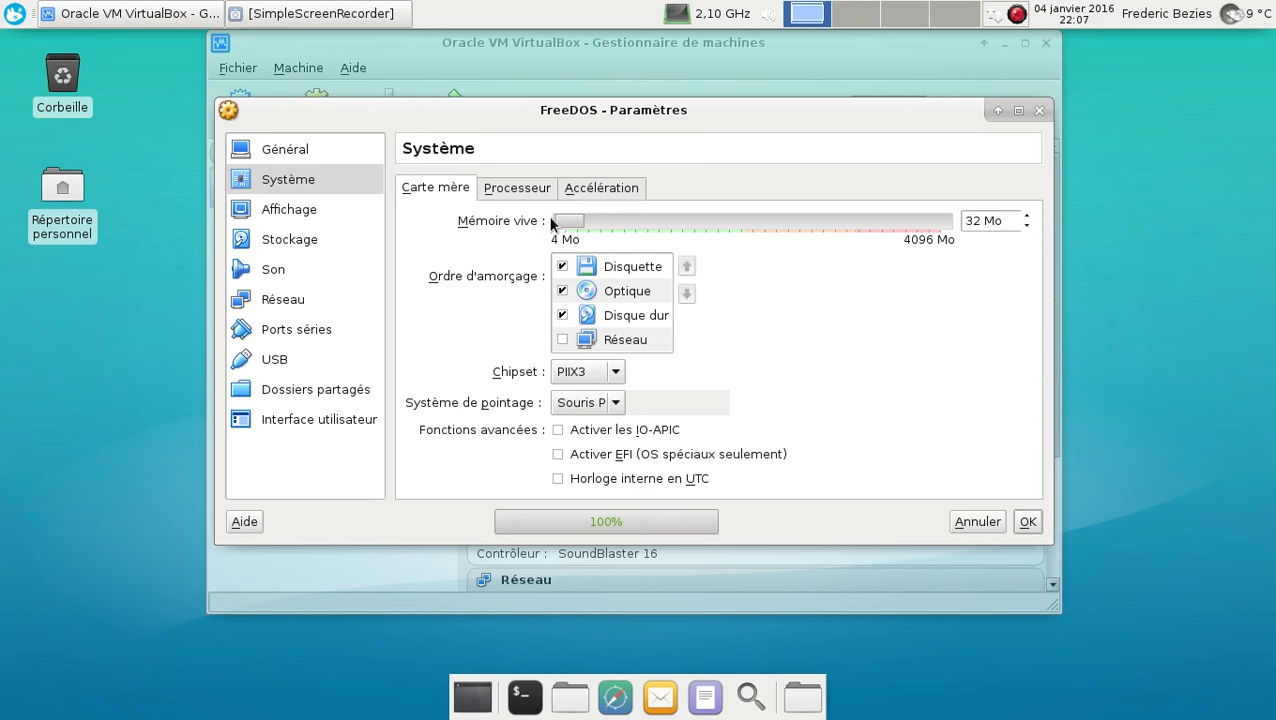 Oracle VM VirtualBox - G...
[SimpleScreenRecorder]
2,10 GHz
04 janvier 2016
22:07
Frederic Bezies
9 °C
Corbeille
Répertoire
personnel
Oracle VM VirtualBox - Gestionnaire de machines
Fichier Machine Aide
FreeDOS - Paramètres
Général
Système
Affichage
Stockage
Son
Réseau
Ports séries
USB
Dossiers partagés
Interface utilisateur
Système
Carte mère Processeur Accélération
Mémoire vive : 32 Mo
4 Mo 4096 Mo
Ordre d'amorçage :
Disquette
Optique
Disque dur
Réseau
Chipset : PIIX3
Système de pointage : Souris P
Fonctions avancées : Activer les IO-APIC
Activer EFI (OS spéciaux seulement)
Horloge interne en UTC
Aide 100% Annuler OK
Contrôleur : SoundBlaster 16
Réseau
$_